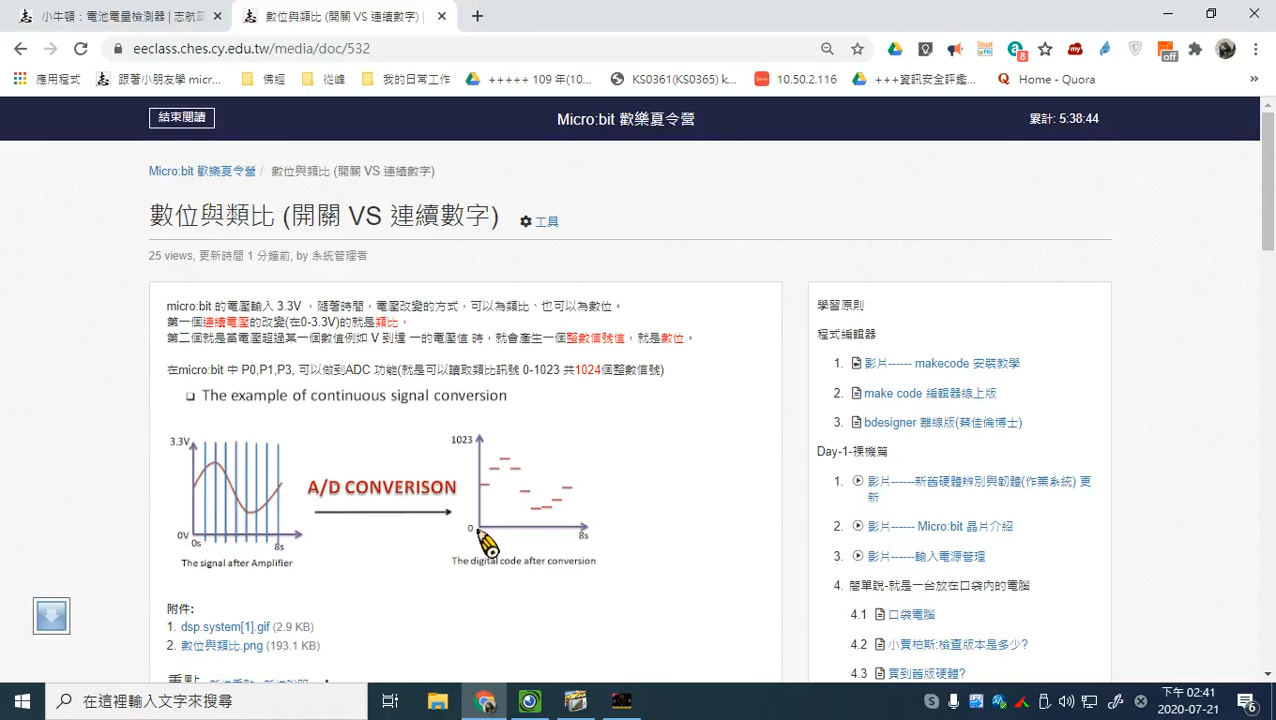 小牛頓：電池電量檢測器 | 志航國
數位與類比 (開關 VS 連續數字) |
eeclass.ches.cy.edu.tw/media/doc/532
8
off
應用程式
跟著小朋友學 micr...
佛經
從峰
我的日常工作
+++++ 109 年(10...
KS0361(KS0365) K...
10.50.2.116
+++資訊安全評鑑...
Home - Quora
結束閱讀
Micro:bit 歡樂夏令營
累計: 5:38:44
Micro:bit 歡樂夏令營 / 數位與類比 (開關 VS 連續數字)
數位與類比 (開關 VS 連續數字)
工具
25 views, 更新時間 1 分鐘前, by 系統管理者
micro:bit 的電壓輸入 3.3V ，隨著時間，電壓改變的方式，可以為類比、也可以為數位。
第一個連續電壓的改變(在0-3.3V)的就是類比，
第二個就是當電壓超過某一個數值例如 V 到達 一的電壓值 時，就會產生一個整數信號值，就是數位。
在micro:bit 中 P0,P1,P3, 可以做到ADC 功能(就是可以讀取類比訊號 0-1023 共1024個整數信號)
The example of continuous signal conversion
3.3V
0V
0s
8s
The signal after Amplifier
A/D CONVERISON
1023
0
8s
The digital code after conversion
附件:
1. dsp.system[1].gif (2.9 KB)
2. 數位與類比.png (193.1 KB)
重點
學習原則
程式編輯器
1. 影片------ makecode 安裝教學
2. make code 編輯器線上版
3. bdesigner 離線版(蔡佳倫博士)
Day-1-裸機篇
1. 影片------新舊硬體辨別與韌體(作業系統) 更
新
2. 影片------ Micro:bit 晶片介紹
3. 影片------輸入電源管理
4. 簡單說-就是一台放在口袋內的電腦
4.1 口袋電腦
4.2 小賈柏斯:檢查版本是多少?
4.3 買到舊版硬體?
在這裡輸入文字來搜尋
下午 02:41
2020-07-21
6